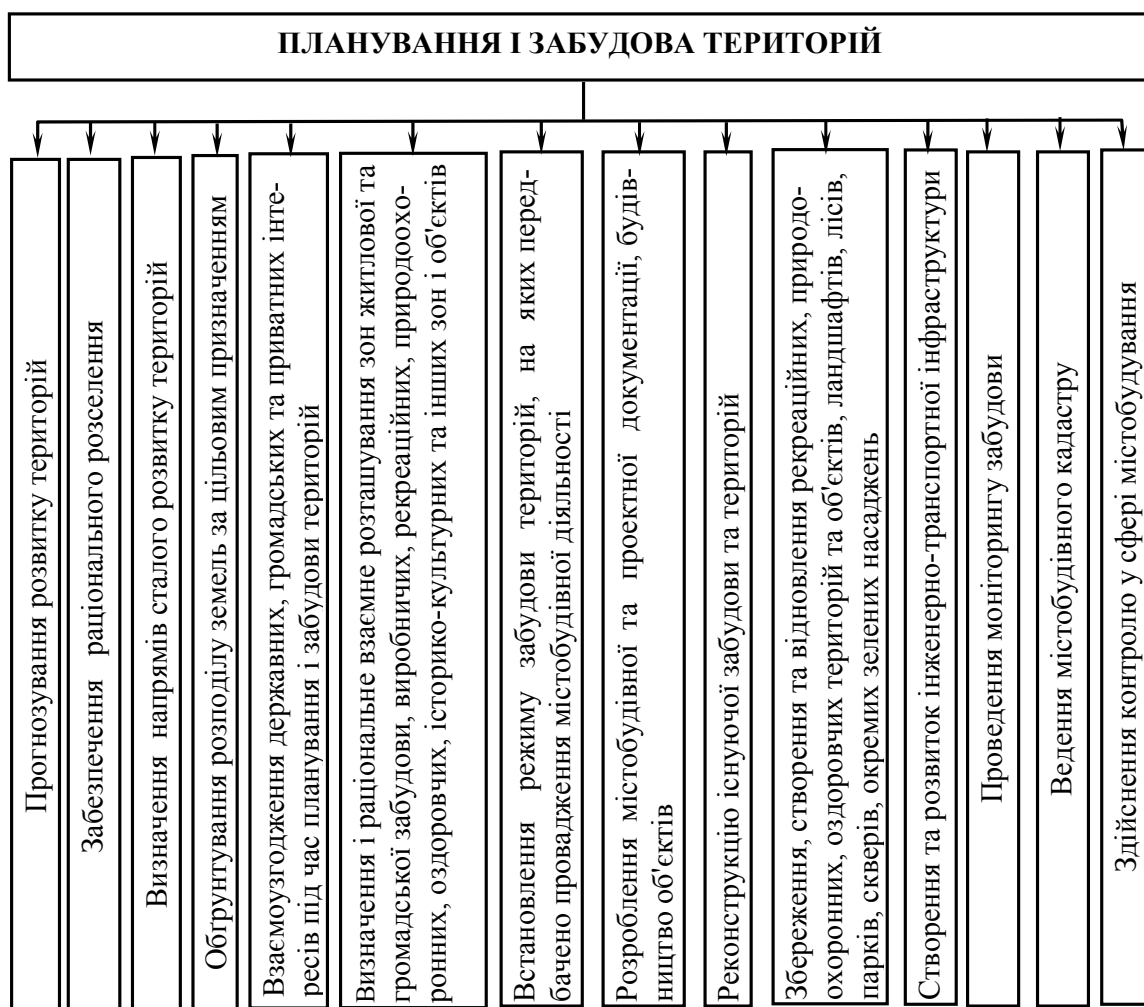 ПЛАНУВАННЯ І ЗАБУДОВА ТЕРИТОРІЙ
Прогнозування розвитку територій
Забезпечення раціонального розселення
Визначення напрямів сталого розвитку територій
Обґрунтування розподілу земель за цільовим призначенням
Взаємоузгодження державних, громадських та приватних інте-
ресів під час планування і забудови територій
Визначення і раціональне взаємне розташування зон житлової та
громадської забудови, виробничих, рекреаційних, природоохо-
ронних, оздоровчих, історико-культурних та інших зон і об'єктів
Встановлення режиму забудови територій, на яких перед-
бачено провадження містобудівної діяльності
Розроблення містобудівної та проектної документації, будів-
ництво об'єктів
Реконструкцію існуючої забудови та територій
Збереження, створення та відновлення рекреаційних, природо-
охоронних, оздоровчих територій та об'єктів, ландшафтів, лісів,
парків, скверів, окремих зелених насаджень
Створення та розвиток інженерно-транспортної інфраструктури
Проведення моніторингу забудови
Ведення містобудівного кадастру
Здійснення контролю у сфері містобудування